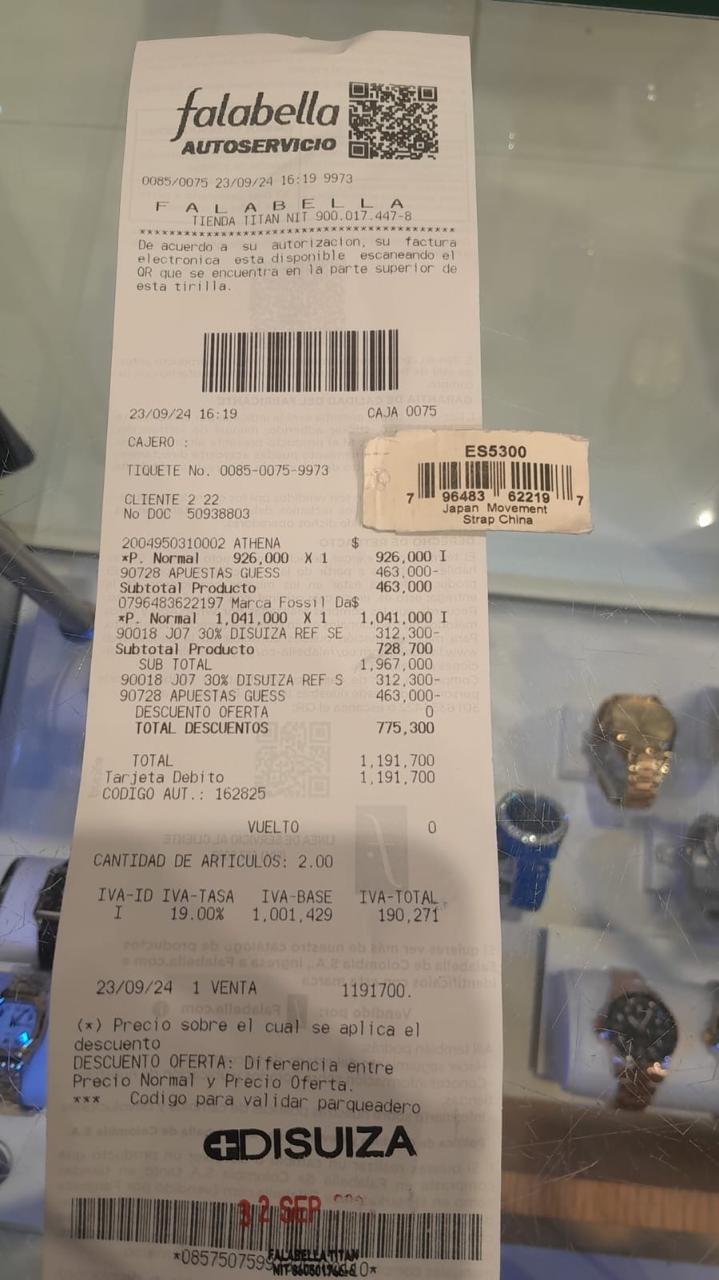 falabella
AUTOSERVICIO
0085/0075 23/09/24 16:19 9973
F A L A B E L L A
TIENDA TITAN NIT 900.017.447-8
*****************************************
De acuerdo a su autorizacion, su factura
electronica esta disponible escaneando el
QR que se encuentra en la parte superior de
esta tirilla.
23/09/24 16:19 CAJA 0075
CAJERO :
TIQUETE No. 0085-0075-9973
CLIENTE 2 22
No DOC 50938803
ES5300
7 96483 62219 7
Japan Movement
Strap China
2004950310002 ATHENA $
*P. Normal 926,000 X 1 926,000 I
90728 APUESTAS GUESS 463,000-
Subtotal Producto 463,000
0796483622197 Marca Fossil Da$
*P. Normal 1,041,000 X 1 1,041,000 I
90018 J07 30% DISUIZA REF SE 312,300-
Subtotal Producto 728,700
SUB TOTAL 1,967,000
90018 J07 30% DISUIZA REF S 312,300-
90728 APUESTAS GUESS 463,000-
DESCUENTO OFERTA 0
TOTAL DESCUENTOS 775,300
TOTAL 1,191,700
Tarjeta Debito 1,191,700
CODIGO AUT.: 162825
VUELTO 0
CANTIDAD DE ARTICULOS: 2.00
IVA-ID IVA-TASA IVA-BASE IVA-TOTAL
I 19.00% 1,001,429 190,271
23/09/24 1 VENTA 1191700.
(*) Precio sobre el cual se aplica el
descuento
DESCUENTO OFERTA: Diferencia entre
Precio Normal y Precio Oferta.
*** Codigo para validar parqueadero
DISUIZA
2 SEP
FALABELLA TITAN